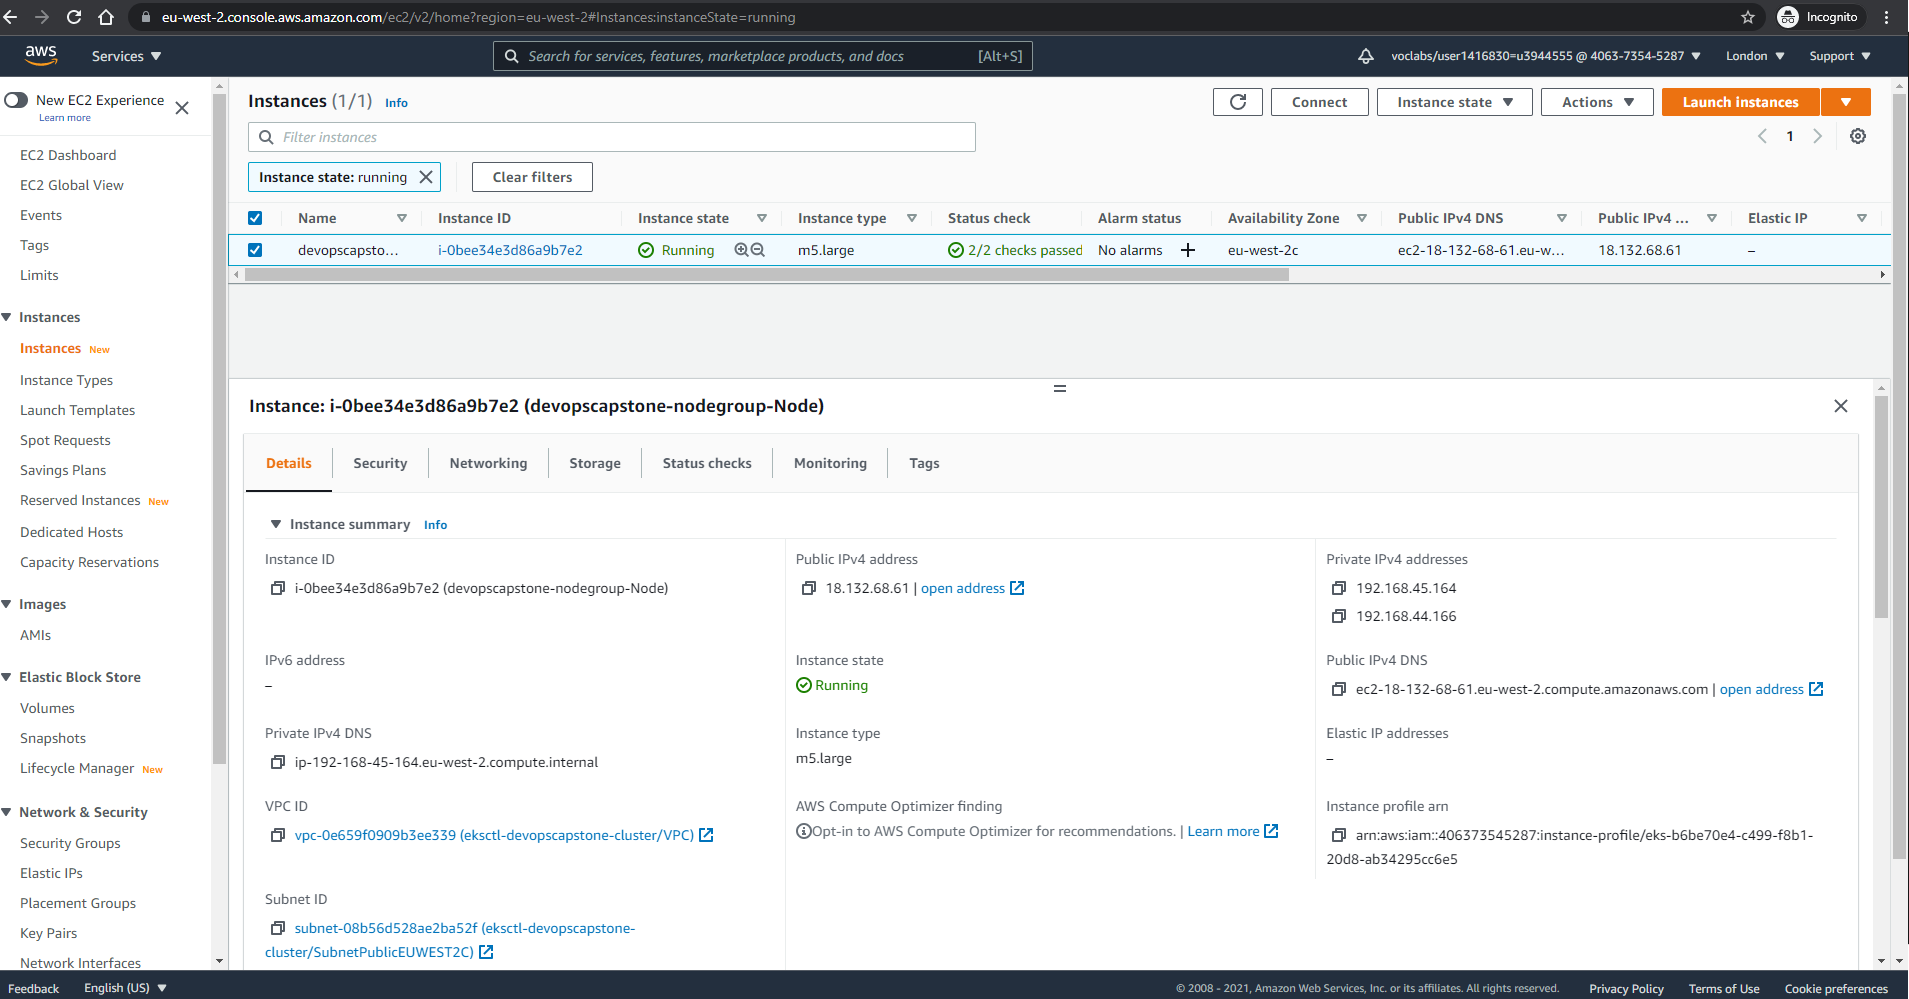 eu-west-2.console.aws.amazon.com/ec2/v2/home?region=eu-west-2#Instances:instanceState=running
Incognito
aws
Services
Search for services, features, marketplace products, and docs [Alt+S]
voclabs/user1416830=u3944555 @ 4063-7354-5287
London
Support
New EC2 Experience
Learn more
EC2 Dashboard
EC2 Global View
Events
Tags
Limits
Instances
Instances New
Instance Types
Launch Templates
Spot Requests
Savings Plans
Reserved Instances New
Dedicated Hosts
Capacity Reservations
Images
AMIs
Elastic Block Store
Volumes
Snapshots
Lifecycle Manager New
Network & Security
Security Groups
Elastic IPs
Placement Groups
Key Pairs
Network Interfaces
Instances (1/1) Info
Connect
Instance state
Actions
Launch instances
Filter instances
1
Instance state: running
Clear filters
Name Instance ID Instance state Instance type Status check Alarm status Availability Zone Public IPv4 DNS Public IPv4 ... Elastic IP
devopscapsto... i-0bee34e3d86a9b7e2 Running m5.large 2/2 checks passed No alarms + eu-west-2c ec2-18-132-68-61.eu-w... 18.132.68.61 –
Instance: i-0bee34e3d86a9b7e2 (devopscapstone-nodegroup-Node)
Details Security Networking Storage Status checks Monitoring Tags
Instance summary Info
Instance ID
i-0bee34e3d86a9b7e2 (devopscapstone-nodegroup-Node)
Public IPv4 address
18.132.68.61 | open address
Private IPv4 addresses
192.168.45.164
192.168.44.166
IPv6 address
–
Instance state
Running
Public IPv4 DNS
ec2-18-132-68-61.eu-west-2.compute.amazonaws.com | open address
Private IPv4 DNS
ip-192-168-45-164.eu-west-2.compute.internal
Instance type
m5.large
Elastic IP addresses
–
VPC ID
vpc-0e659f0909b3ee339 (eksctl-devopscapstone-cluster/VPC)
AWS Compute Optimizer finding
Opt-in to AWS Compute Optimizer for recommendations. | Learn more
Instance profile arn
arn:aws:iam::406373545287:instance-profile/eks-b6be70e4-c499-f8b1-
20d8-ab34295cc6e5
Subnet ID
subnet-08b56d528ae2ba52f (eksctl-devopscapstone-
cluster/SubnetPublicEUWEST2C)
Feedback
English (US)
© 2008 - 2021, Amazon Web Services, Inc. or its affiliates. All rights reserved.
Privacy Policy
Terms of Use
Cookie preferences